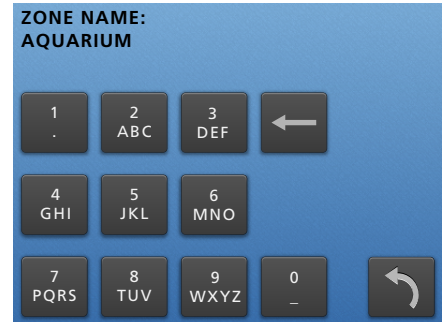 ZONE NAME:
AQUARIUM
1 2 3
. ABC DEF
4 5 6
GHI JKL MNO
7 8 9 0
PQRS TUV WXYZ _